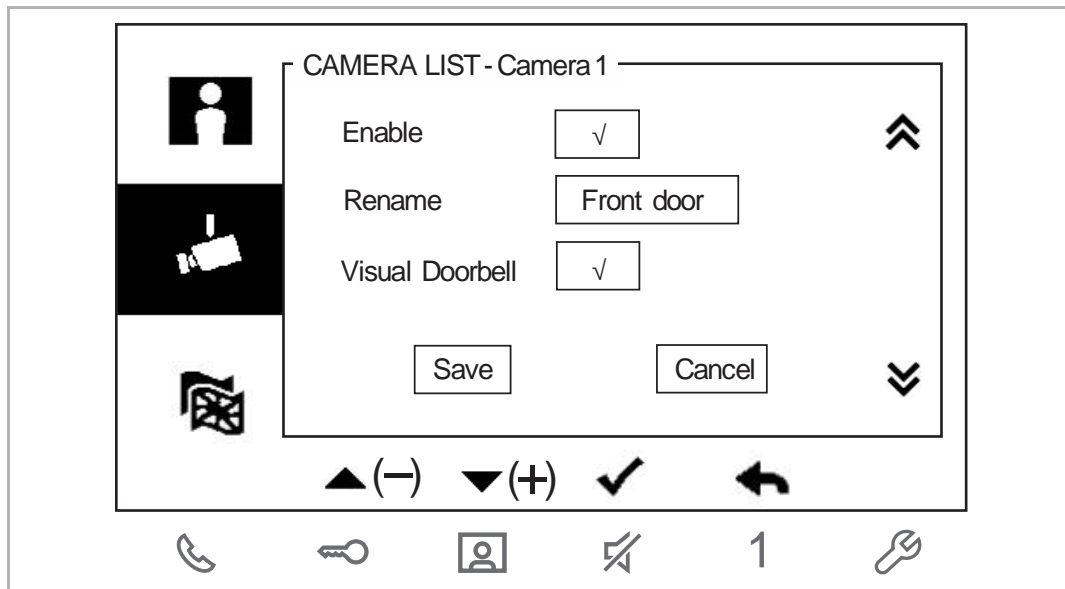 CAMERA LIST - Camera 1
Enable √
Rename Front door
Visual Doorbell √
Save Cancel
(−) (+)
1